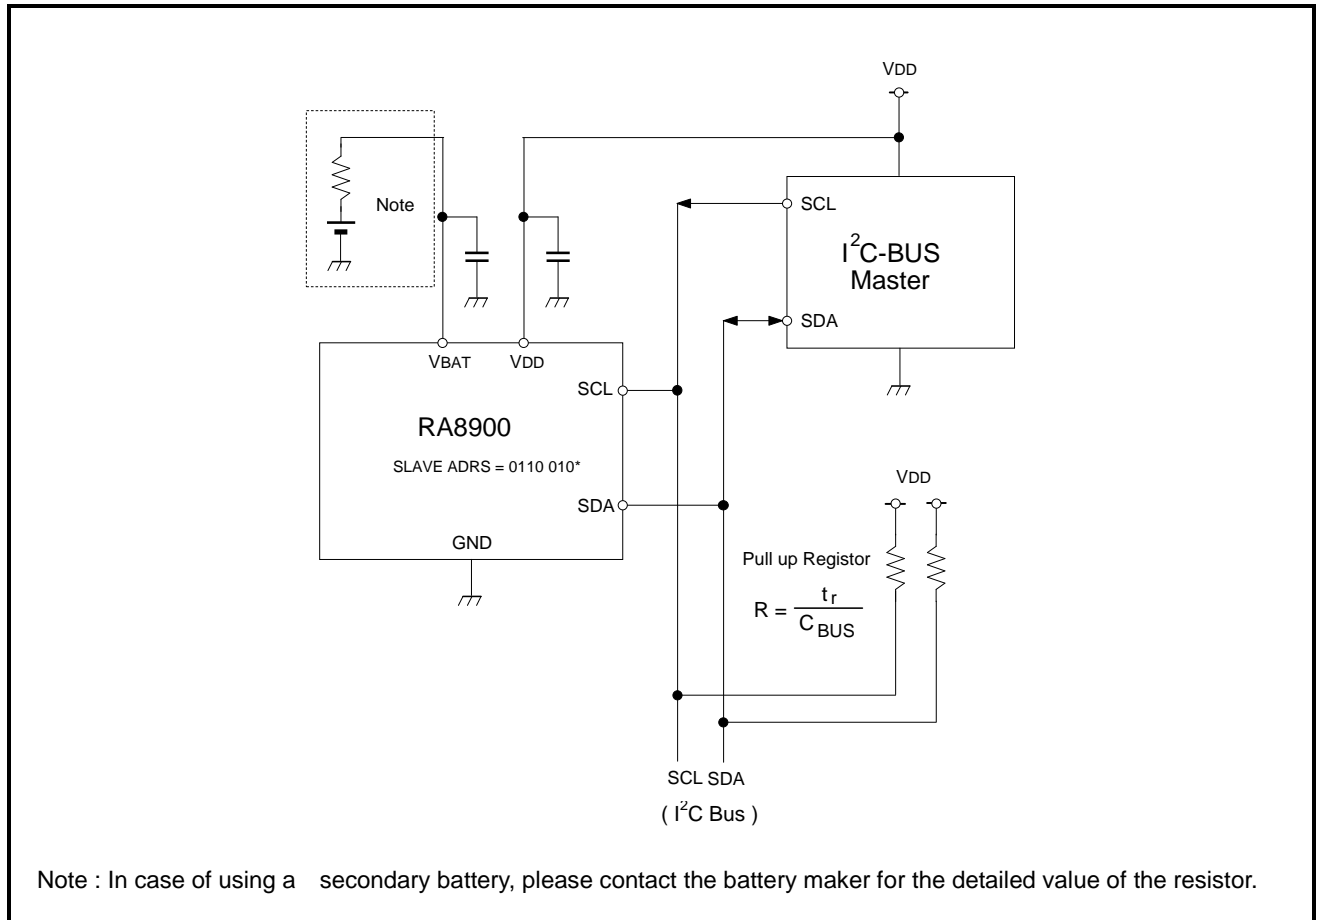 VDD
Note
SCL
I²C-BUS
Master
SDA
VBAT VDD
SCL
RA8900
SLAVE ADRS = 0110 010*
SDA
GND
VDD
Pull up Registor
R = tr / CBUS
SCL SDA
( I²C Bus )
Note : In case of using a secondary battery, please contact the battery maker for the detailed value of the resistor.